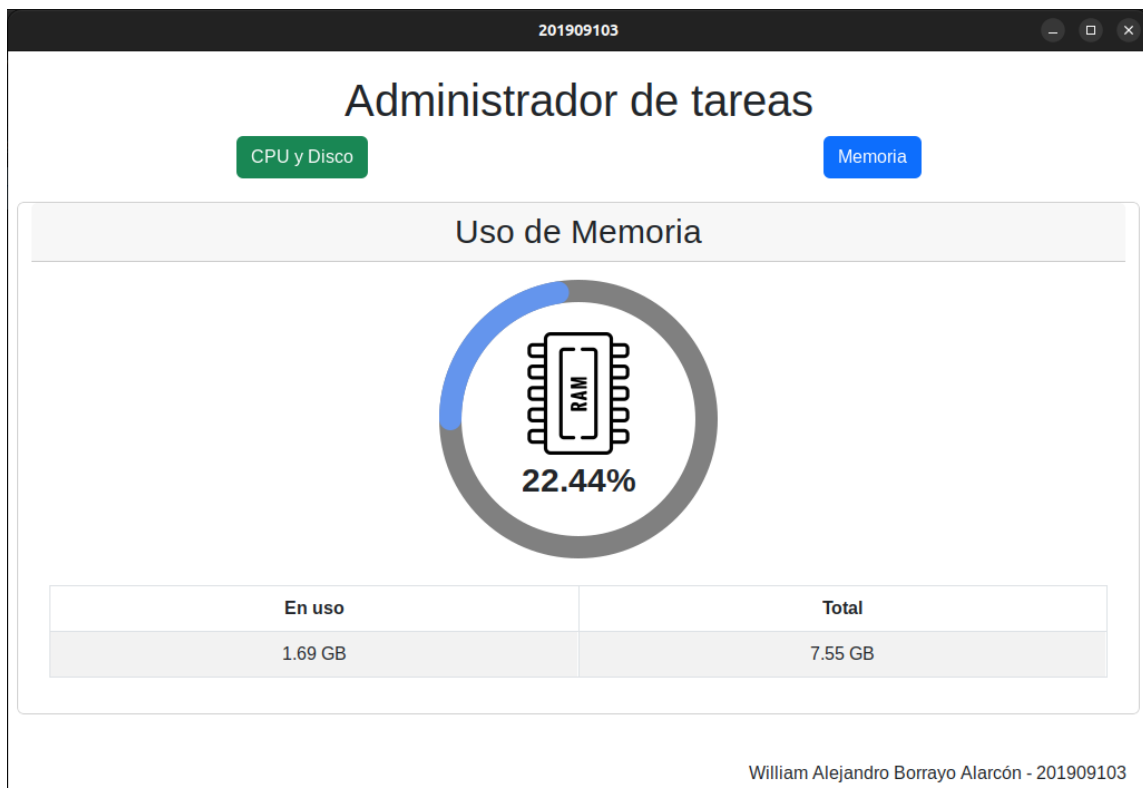 201909103
Administrador de tareas
CPU y Disco Memoria
Uso de Memoria
RAM
22.44%
En uso Total
1.69 GB 7.55 GB
William Alejandro Borrayo Alarcón - 201909103